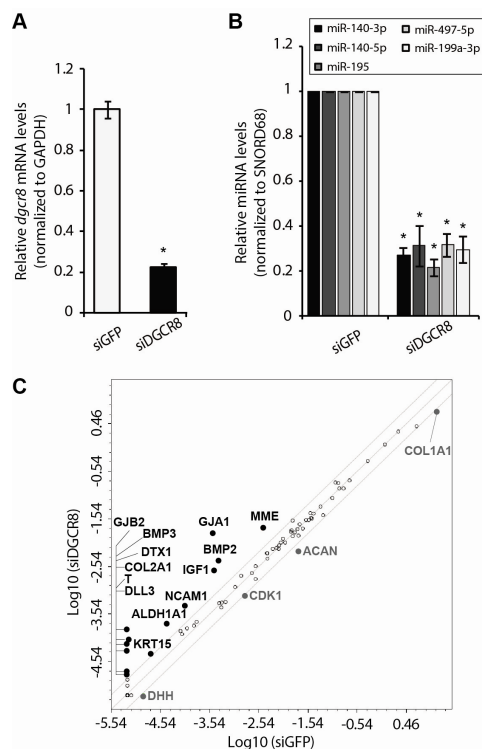 A
Relative dgcr8 mRNA levels
(normalized to GAPDH)
1.2
1
0.8
0.6
0.4
0.2
0
*
siGFP
siDGCR8
B
miR-140-3p
miR-140-5p
miR-195
miR-497-5p
miR-199a-3p
Relative miRNA levels
(normalized to SNORD68)
1.2
1
0.8
0.6
0.4
0.2
0
* * * * *
siGFP
siDGCR8
C
Log10 (siDGCR8)
0.46
-0.54
-1.54
-2.54
-3.54
-4.54
COL1A1
GJB2
BMP3
DTX1
COL2A1
T
DLL3
GJA1
MME
BMP2
IGF1
ACAN
NCAM1
CDK1
ALDH1A1
KRT15
DHH
-5.54
-4.54
-3.54
-2.54
-1.54
-0.54
0.46
Log10 (siGFP)